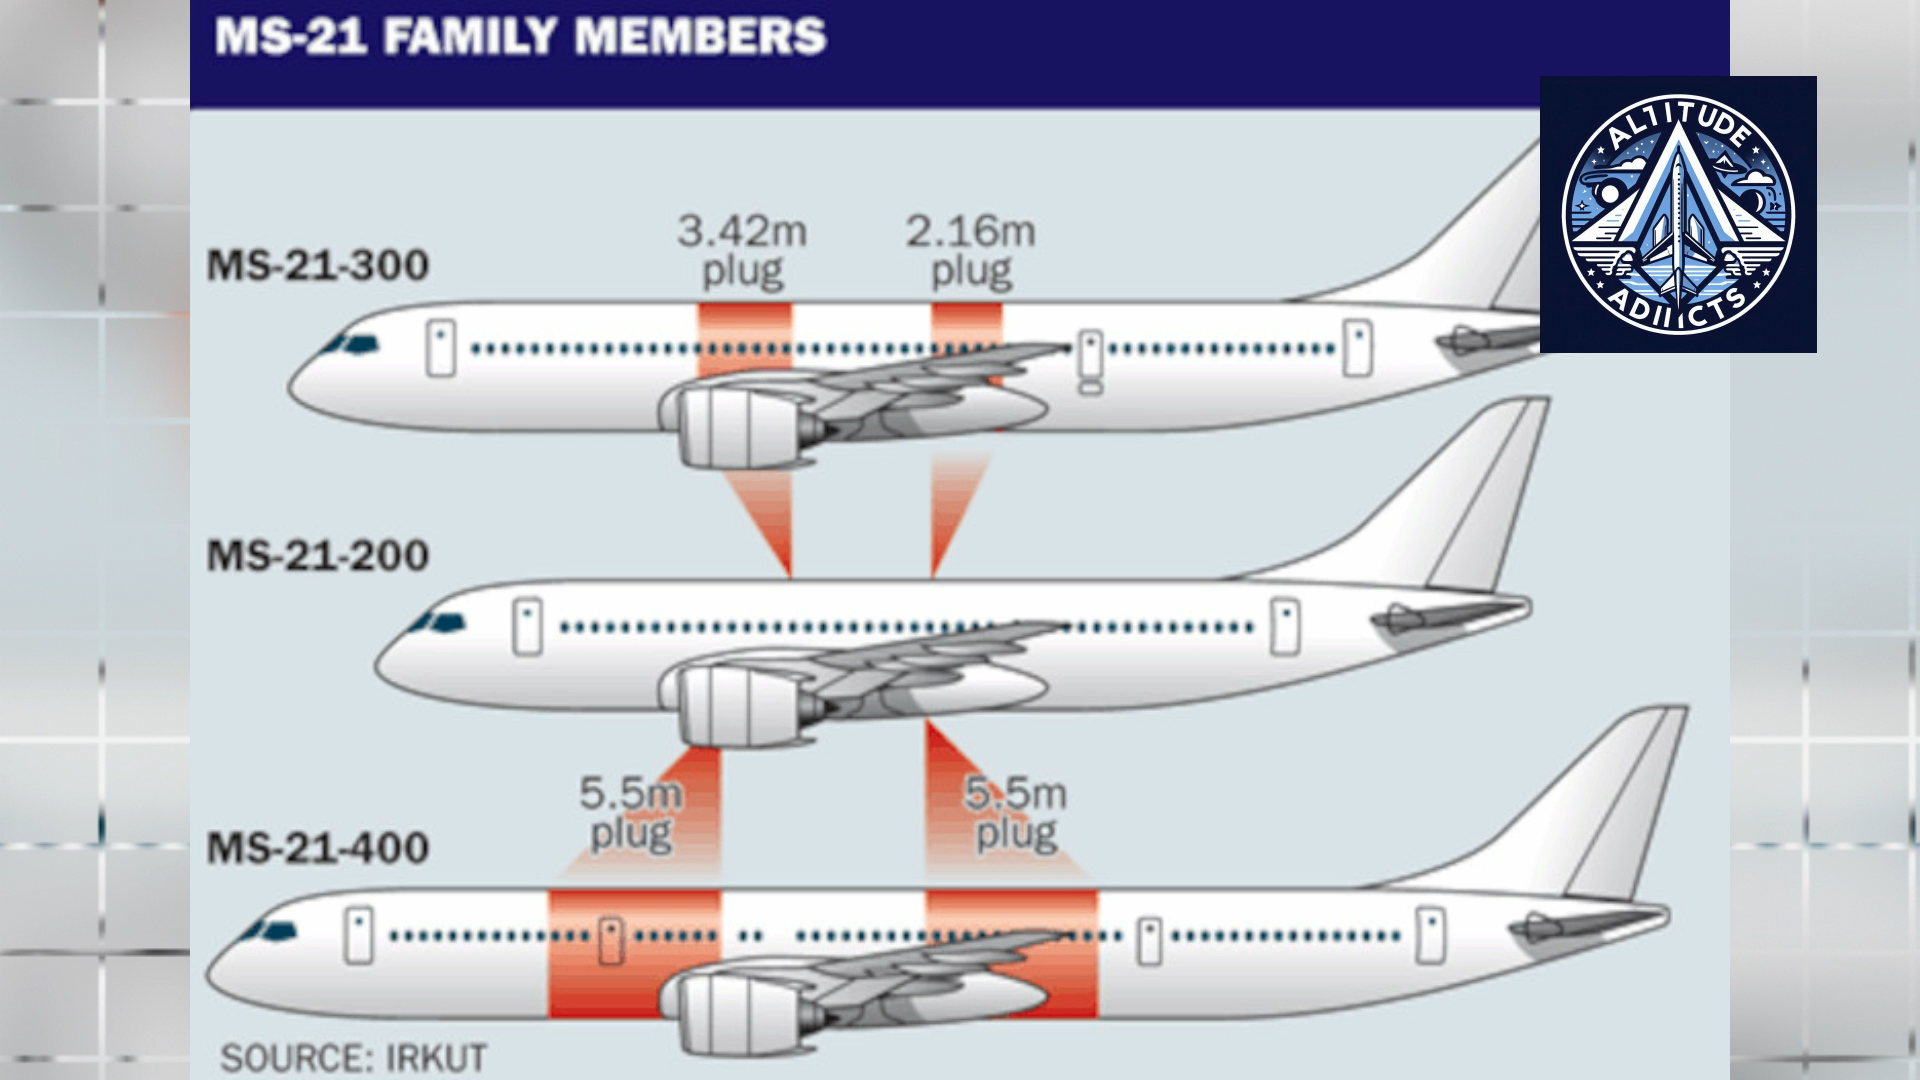 MS-21 FAMILY MEMBERS
ALTITUDE
ADIICTS
MS-21-300
3.42m
plug
2.16m
plug
MS-21-200
5.5m
plug
5.5m
plug
MS-21-400
SOURCE: IRKUT